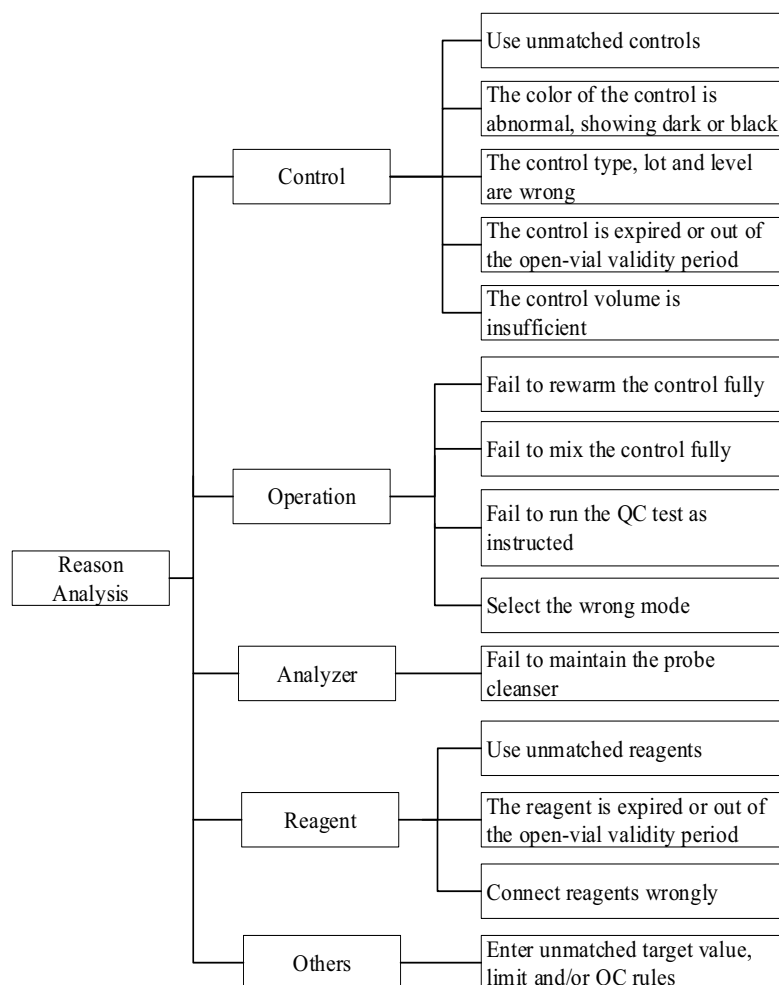 Reason
Analysis
Control
Use unmatched controls
The color of the control is
abnormal, showing dark or black
The control type, lot and level
are wrong
The control is expired or out of
the open-vial validity period
The control volume is
insufficient
Operation
Fail to rewarm the control fully
Fail to mix the control fully
Fail to run the QC test as
instructed
Select the wrong mode
Analyzer
Fail to maintain the probe
cleanser
Reagent
Use unmatched reagents
The reagent is expired or out of
the open-vial validity period
Connect reagents wrongly
Others
Enter unmatched target value,
limit and/or QC rules